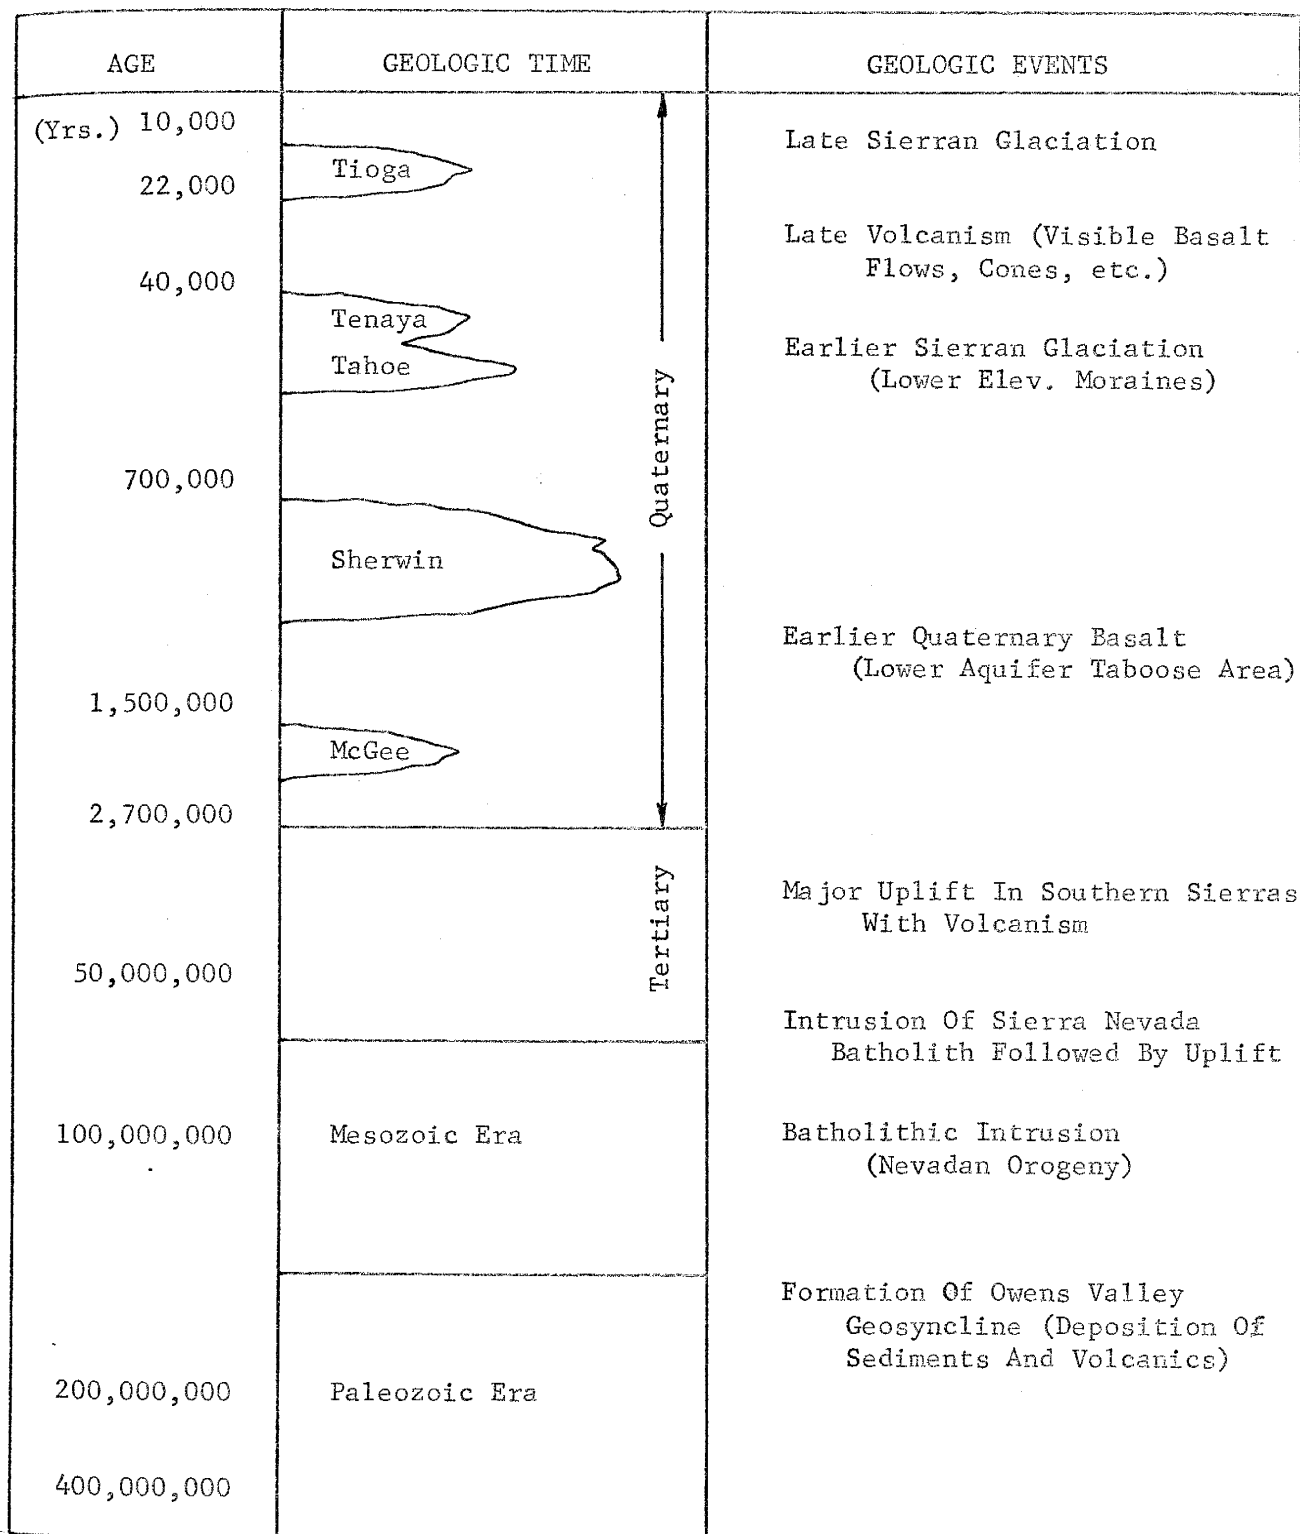 AGE
GEOLOGIC TIME
GEOLOGIC EVENTS
(Yrs.) 10,000
Late Sierran Glaciation
Tioga
22,000
Late Volcanism (Visible Basalt
Flows, Cones, etc.)
40,000
Tenaya
Earlier Sierran Glaciation
(Lower Elev. Moraines)
Tahoe
Quaternary
700,000
Sherwin
Earlier Quaternary Basalt
(Lower Aquifer Taboose Area)
1,500,000
McGee
2,700,000
Major Uplift In Southern Sierras
With Volcanism
Tertiary
50,000,000
Intrusion Of Sierra Nevada
Batholith Followed By Uplift
100,000,000
Mesozoic Era
Batholithic Intrusion
(Nevadan Orogeny)
Formation Of Owens Valley
Geosyncline (Deposition Of
Sediments And Volcanics)
200,000,000
Paleozoic Era
400,000,000